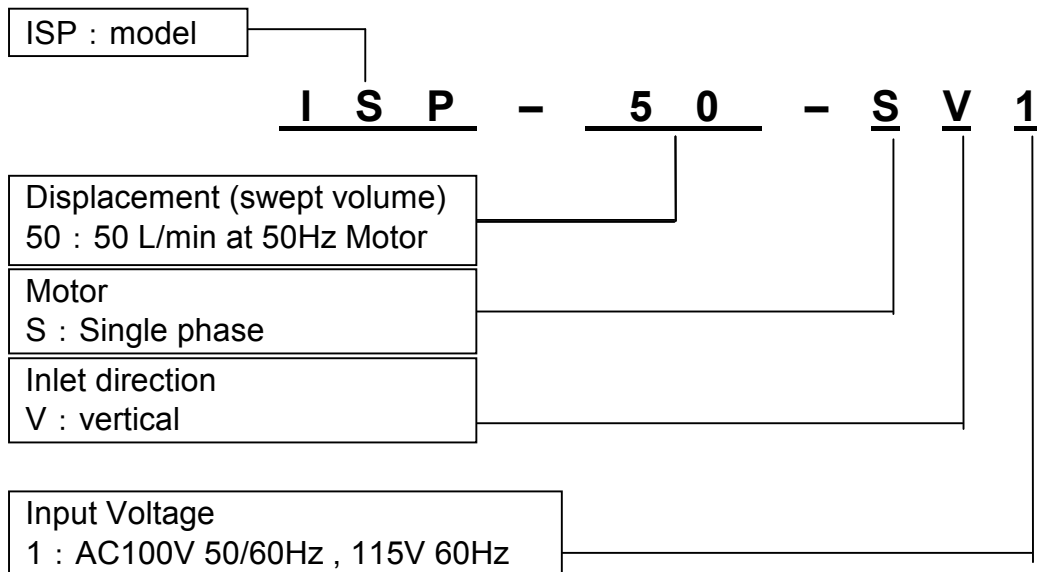 ISP：model
I S P – 5 0 – S V 1
Displacement (swept volume)
50：50 L/min at 50Hz Motor
Motor
S：Single phase
Inlet direction
V：vertical
Input Voltage
1：AC100V 50/60Hz , 115V 60Hz